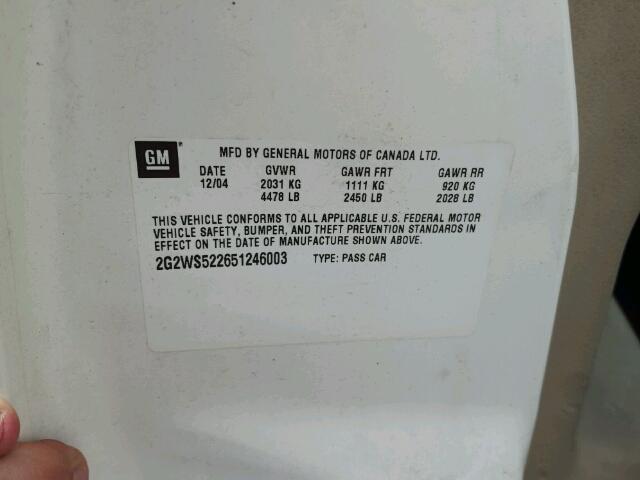 GM
MFD BY GENERAL MOTORS OF CANADA LTD.
DATE GVWR GAWR FRT GAWR RR
12/04 2031 KG 1111 KG 920 KG
4478 LB 2450 LB 2028 LB
THIS VEHICLE CONFORMS TO ALL APPLICABLE U.S. FEDERAL MOTOR
VEHICLE SAFETY, BUMPER, AND THEFT PREVENTION STANDARDS IN
EFFECT ON THE DATE OF MANUFACTURE SHOWN ABOVE.
2G2WS522651246003 TYPE: PASS CAR